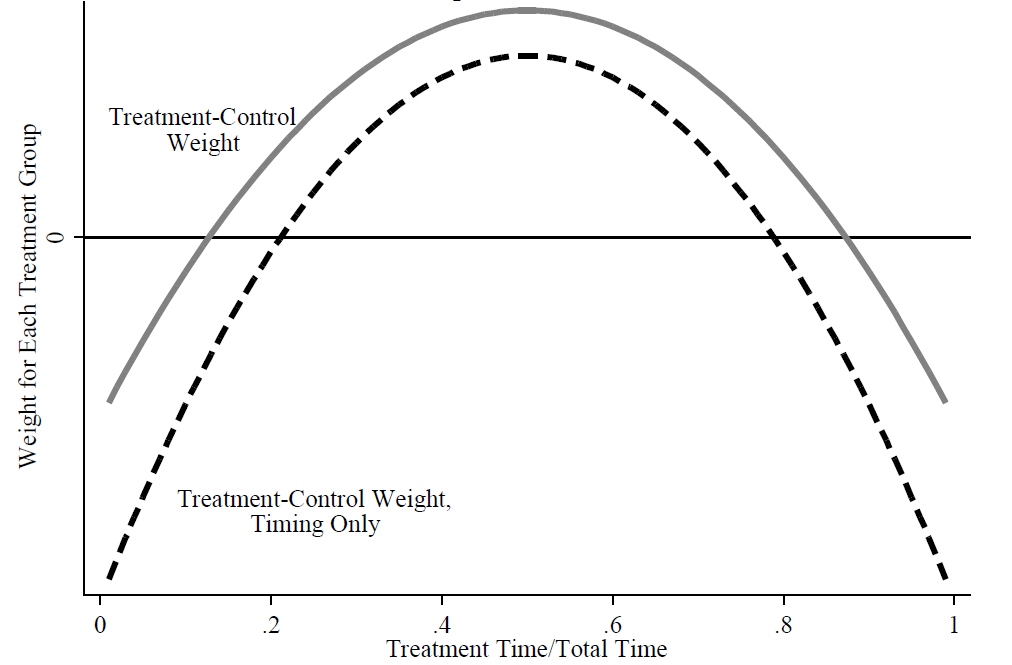 Treatment-Control
Weight
Weight for Each Treatment Group
0
Treatment-Control Weight,
Timing Only
0 .2 .4 .6 .8 1
Treatment Time/Total Time